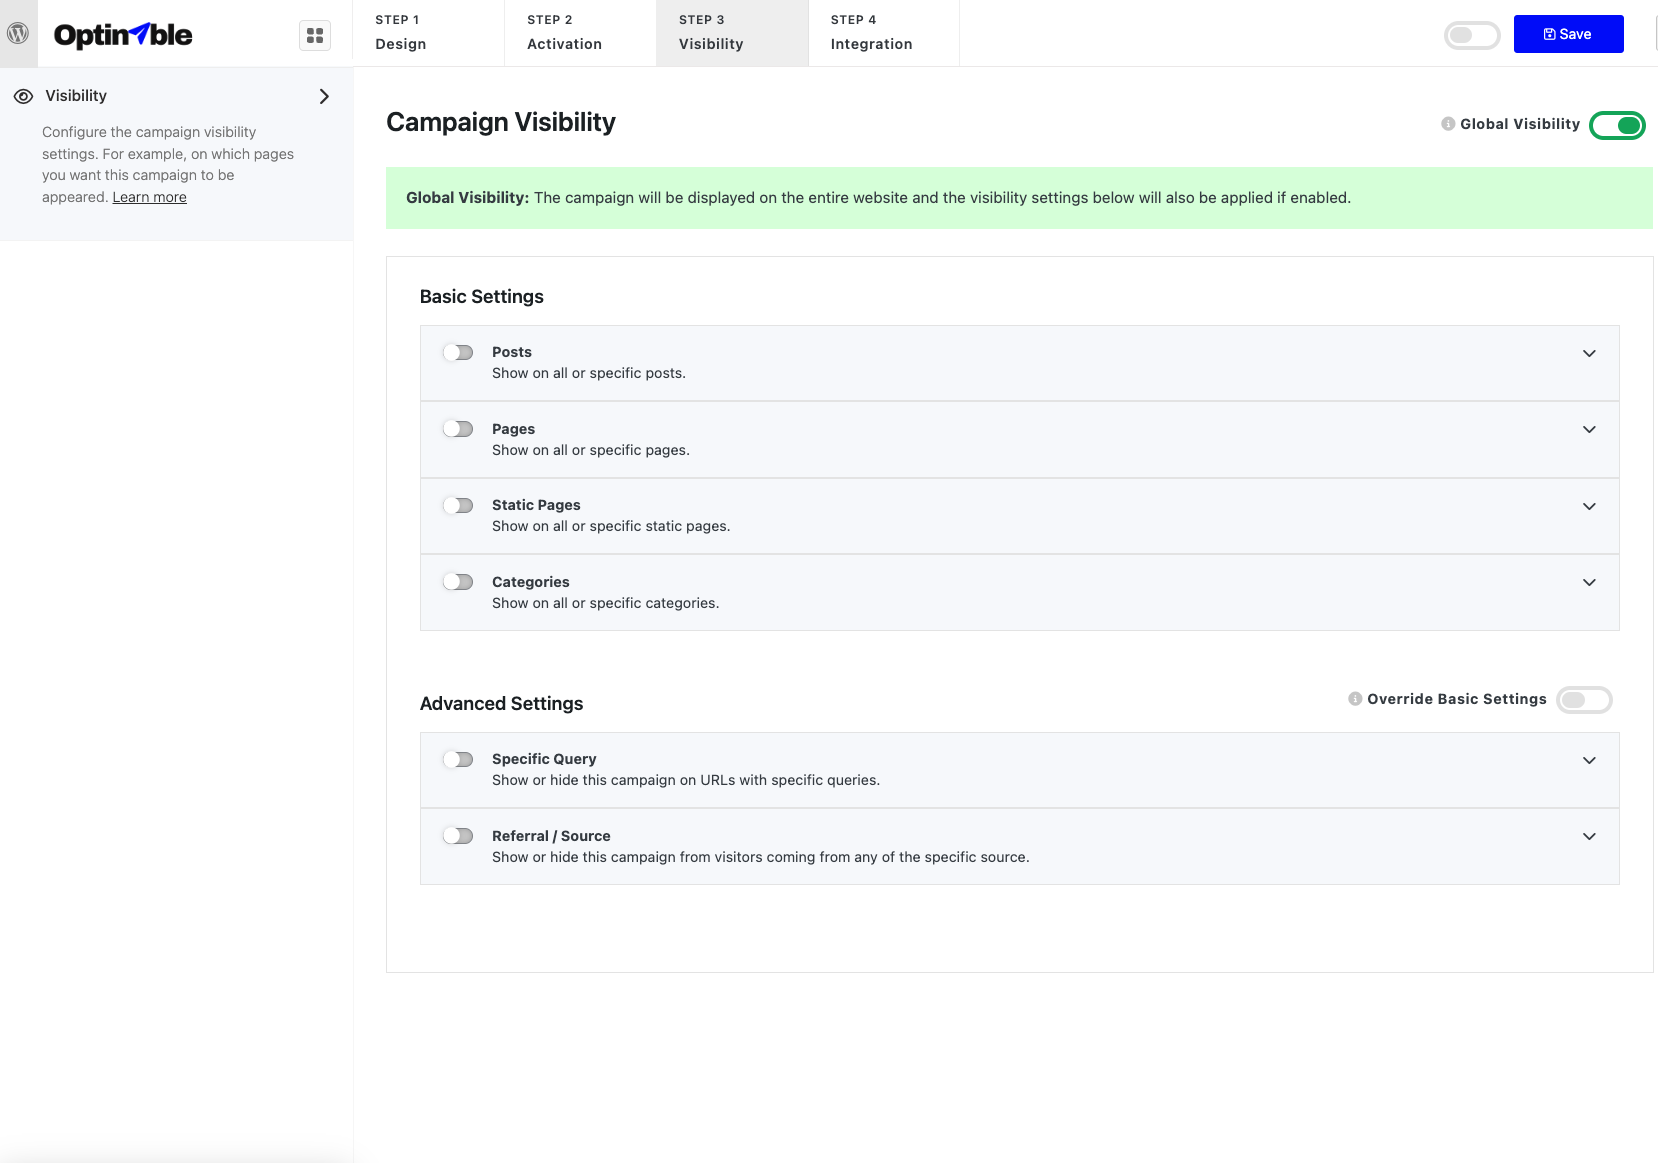 Optinable
STEP 1
Design
STEP 2
Activation
STEP 3
Visibility
STEP 4
Integration
Save
Visibility
Configure the campaign visibility
settings. For example, on which pages
you want this campaign to be
appeared. Learn more
Campaign Visibility
Global Visibility
Global Visibility: The campaign will be displayed on the entire website and the visibility settings below will also be applied if enabled.
Basic Settings
Posts
Show on all or specific posts.
Pages
Show on all or specific pages.
Static Pages
Show on all or specific static pages.
Categories
Show on all or specific categories.
Advanced Settings
Override Basic Settings
Specific Query
Show or hide this campaign on URLs with specific queries.
Referral / Source
Show or hide this campaign from visitors coming from any of the specific source.